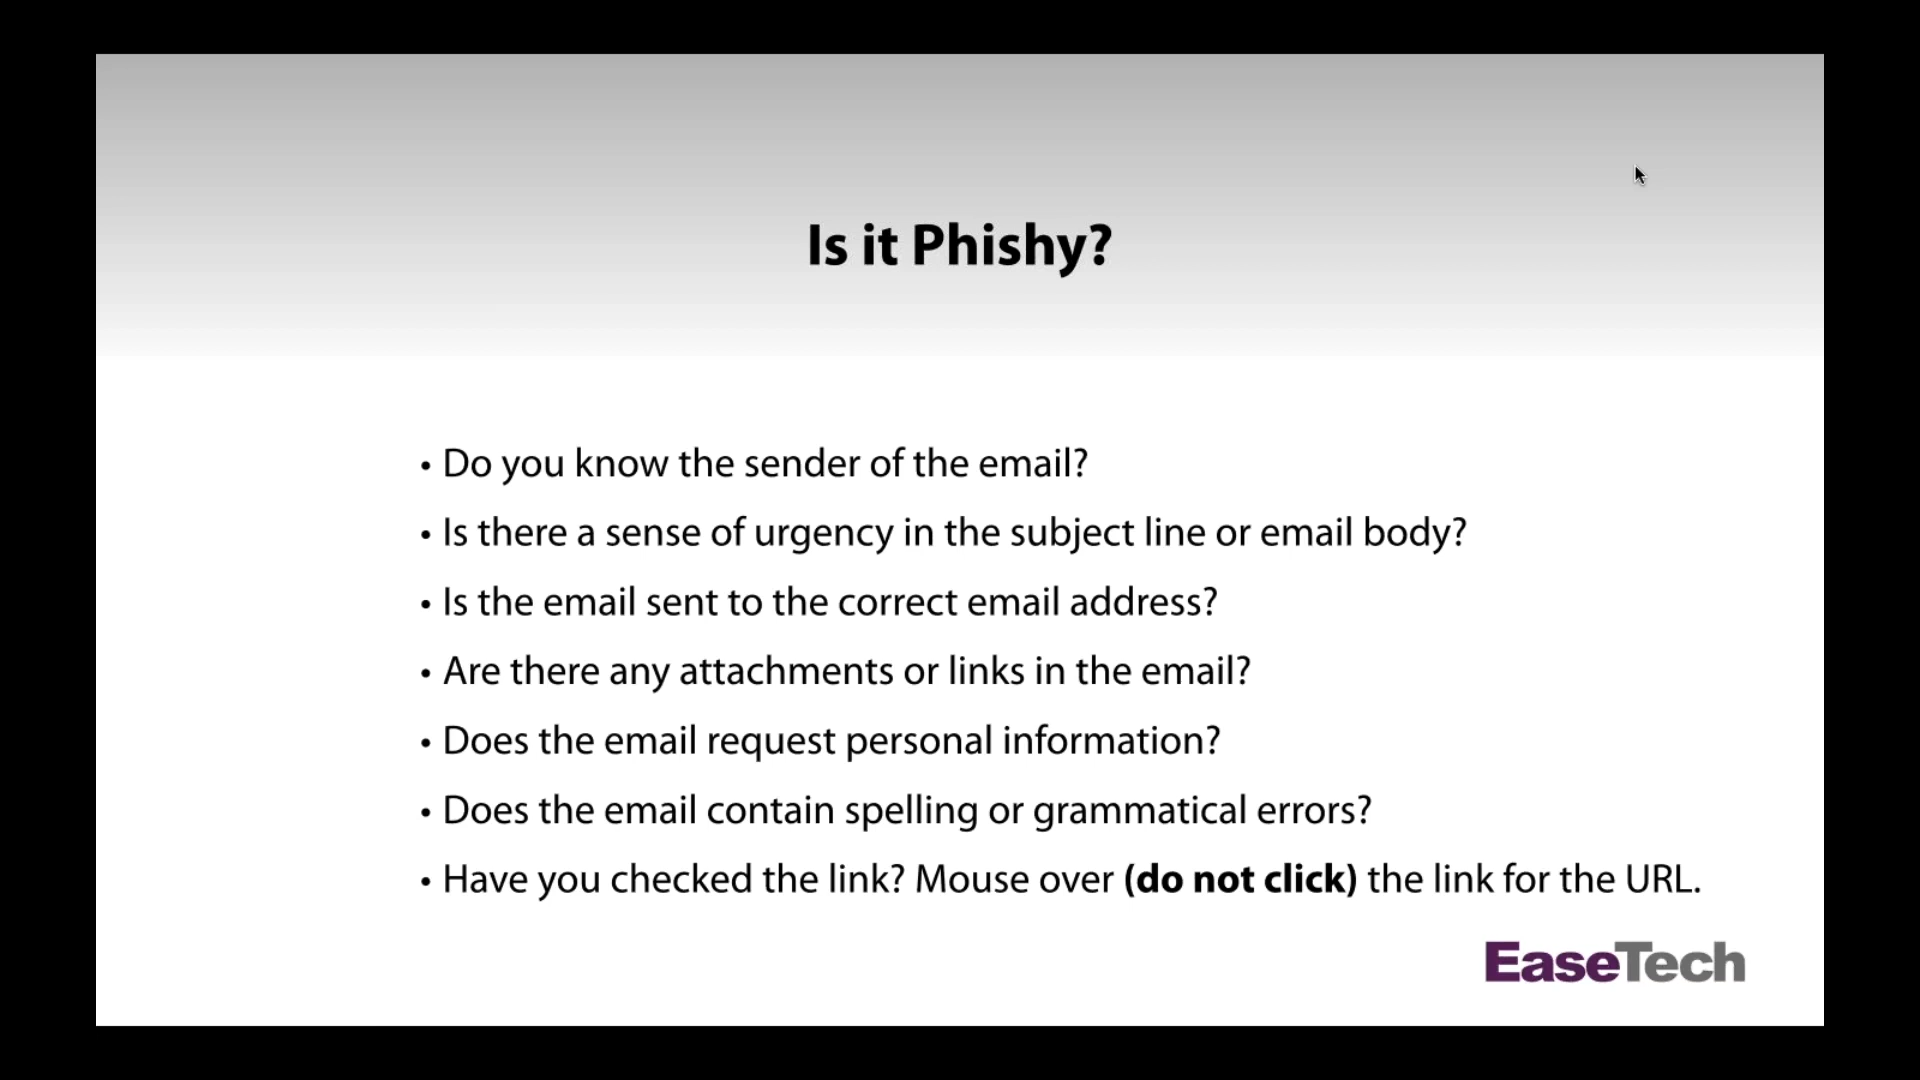 Is it Phishy?
• Do you know the sender of the email?
• Is there a sense of urgency in the subject line or email body?
• Is the email sent to the correct email address?
• Are there any attachments or links in the email?
• Does the email request personal information?
• Does the email contain spelling or grammatical errors?
• Have you checked the link? Mouse over (do not click) the link for the URL.
EaseTech